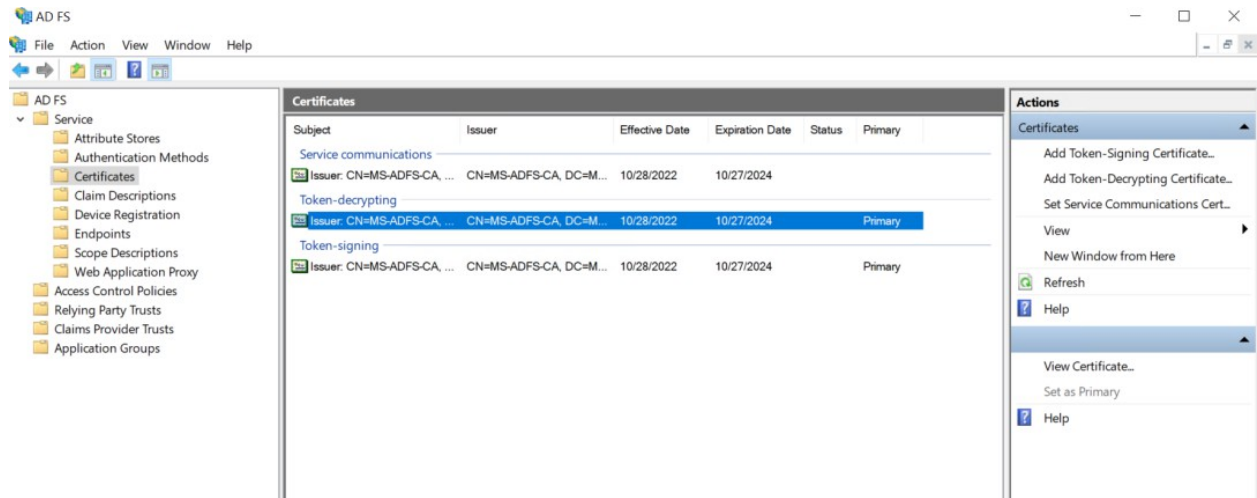 AD FS
File Action View Window Help
AD FS
Service
Attribute Stores
Authentication Methods
Certificates
Claim Descriptions
Device Registration
Endpoints
Scope Descriptions
Web Application Proxy
Access Control Policies
Relying Party Trusts
Claims Provider Trusts
Application Groups
Certificates
Subject Issuer Effective Date Expiration Date Status Primary
Service communications
Issuer: CN=MS-ADFS-CA, ... CN=MS-ADFS-CA, DC=M... 10/28/2022 10/27/2024
Token-decrypting
Issuer: CN=MS-ADFS-CA, ... CN=MS-ADFS-CA, DC=M... 10/28/2022 10/27/2024 Primary
Token-signing
Issuer: CN=MS-ADFS-CA, ... CN=MS-ADFS-CA, DC=M... 10/28/2022 10/27/2024 Primary
Actions
Certificates
Add Token-Signing Certificate...
Add Token-Decrypting Certificate...
Set Service Communications Cert...
View
New Window from Here
Refresh
Help
View Certificate...
Set as Primary
Help